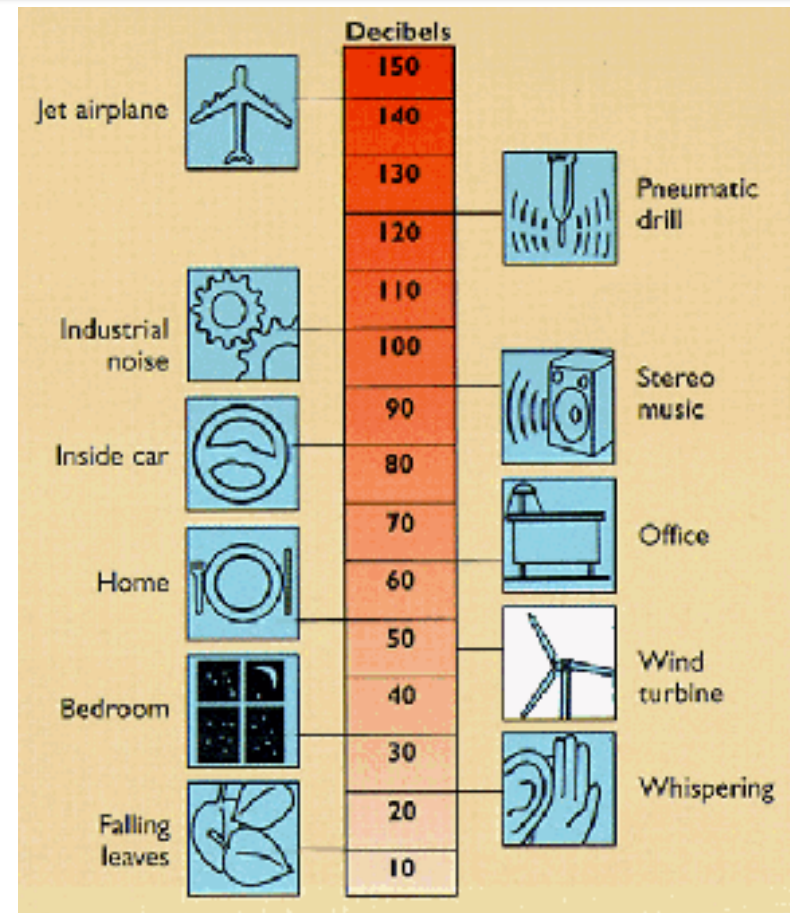 Decibels
150
Jet airplane
140
130
Pneumatic
drill
120
110
Industrial
noise
100
Stereo
music
90
Inside car
80
70
Office
Home
60
50
Wind
turbine
Bedroom
40
30
Whispering
20
Falling
leaves
10